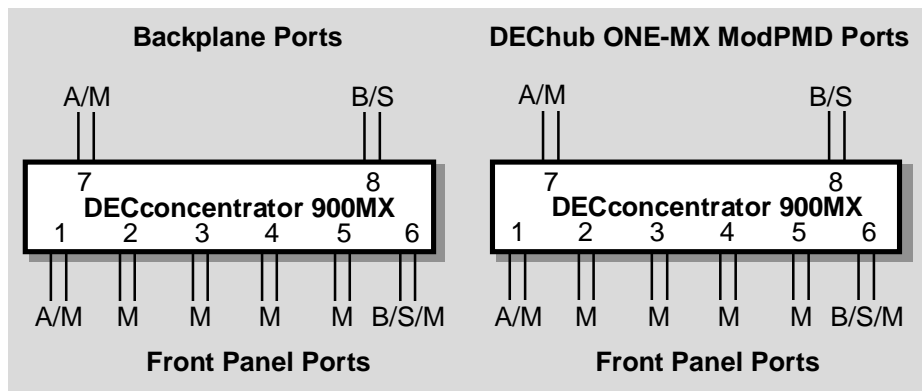 Backplane Ports
A/M B/S
7 8
DECconcentrator 900MX
1 2 3 4 5 6
A/M M M M M B/S/M
Front Panel Ports
DEChub ONE-MX ModPMD Ports
A/M B/S
7 8
DECconcentrator 900MX
1 2 3 4 5 6
A/M M M M M B/S/M
Front Panel Ports